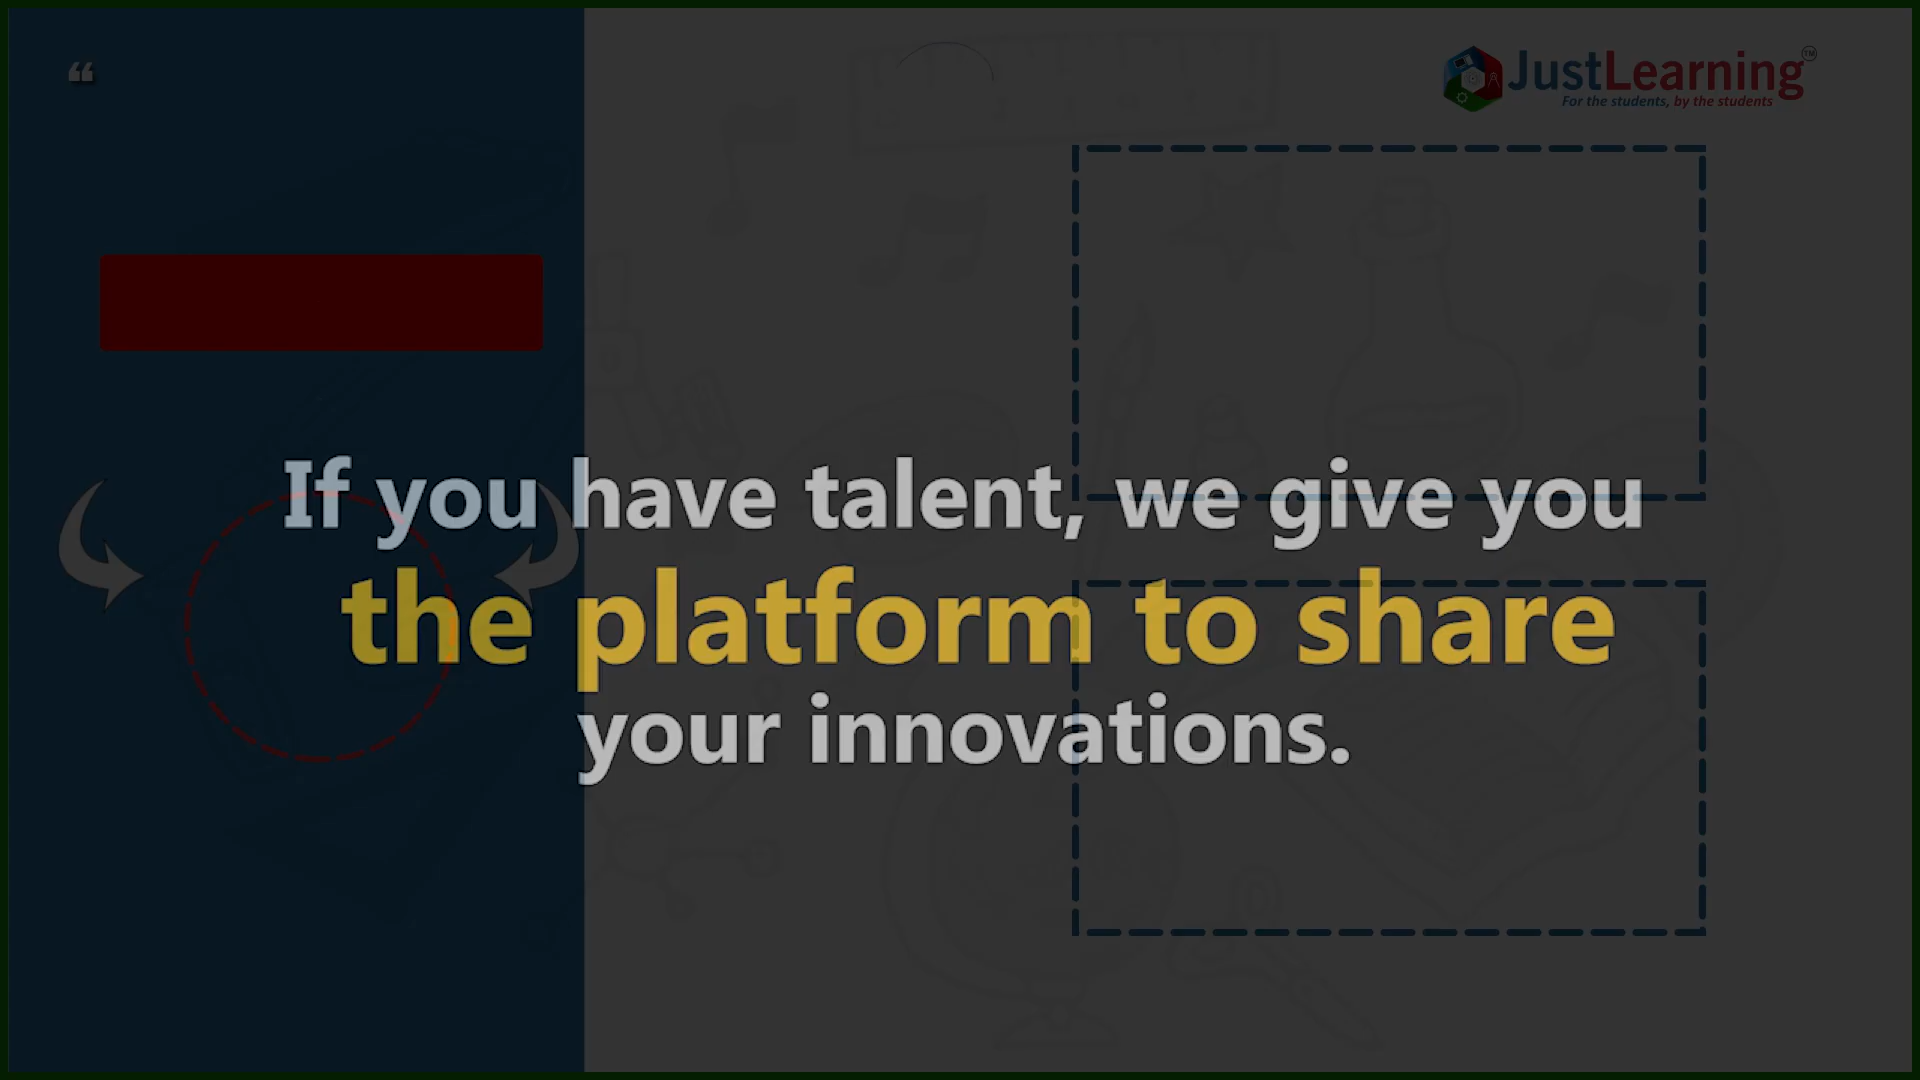 ❝
JustLearning™
For the students, by the students
If you have talent, we give you
the platform to share
your innovations.